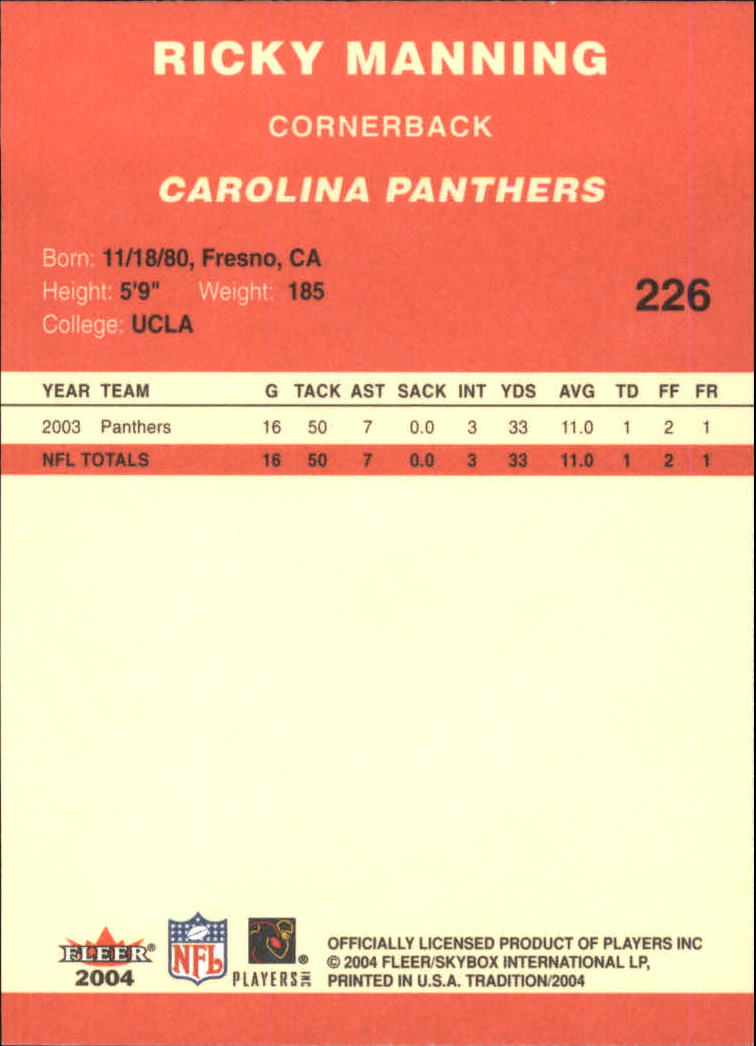 RICKY MANNING
CORNERBACK
CAROLINA PANTHERS
Born: 11/18/80, Fresno, CA
Height: 5'9" Weight: 185
226
College: UCLA
YEAR TEAM G TACK AST SACK INT YDS AVG TD FF FR
2003 Panthers 16 50 7 0.0 3 33 11.0 1 2 1
NFL TOTALS 16 50 7 0.0 3 33 11.0 1 2 1
FLEER®
2004
NFL
PLAYERS INC ®
OFFICIALLY LICENSED PRODUCT OF PLAYERS INC
© 2004 FLEER/SKYBOX INTERNATIONAL LP,
PRINTED IN U.S.A. TRADITION/2004